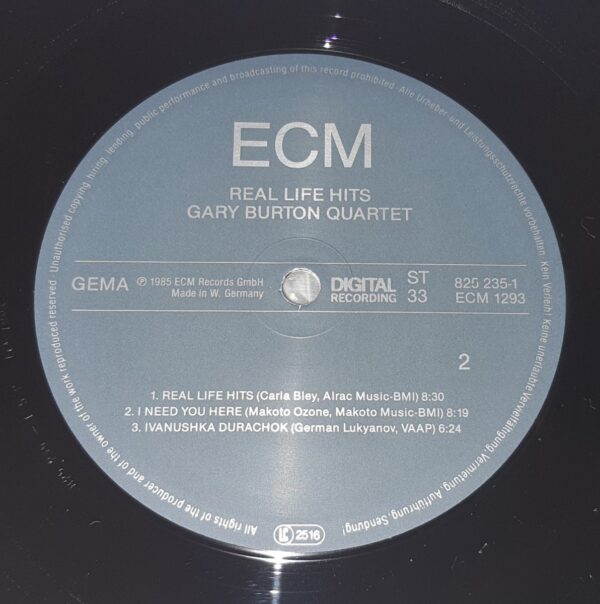 All rights of the producer and of the owner of the work reproduced reserved Unauthorised copying, hiring, lending, public performance and broadcasting of this record prohibited · Alle Urheber- und Leistungsschutzrechte vorbehalten. Kein Verleih! Keine unerlaubte Vervielfältigung, Vermietung, Aufführung, Sendung!
ECM
REAL LIFE HITS
GARY BURTON QUARTET
GEMA
℗ 1985 ECM Records GmbH
Made in W. Germany
DIGITAL
RECORDING
ST
33
825 235-1
ECM 1293
2
1. REAL LIFE HITS (Carla Bley, Alrac Music-BMI) 8:30
2. I NEED YOU HERE (Makoto Ozone, Makoto Music-BMI) 8:19
3. IVANUSHKA DURACHOK (German Lukyanov, VAAP) 6:24
LC 2516